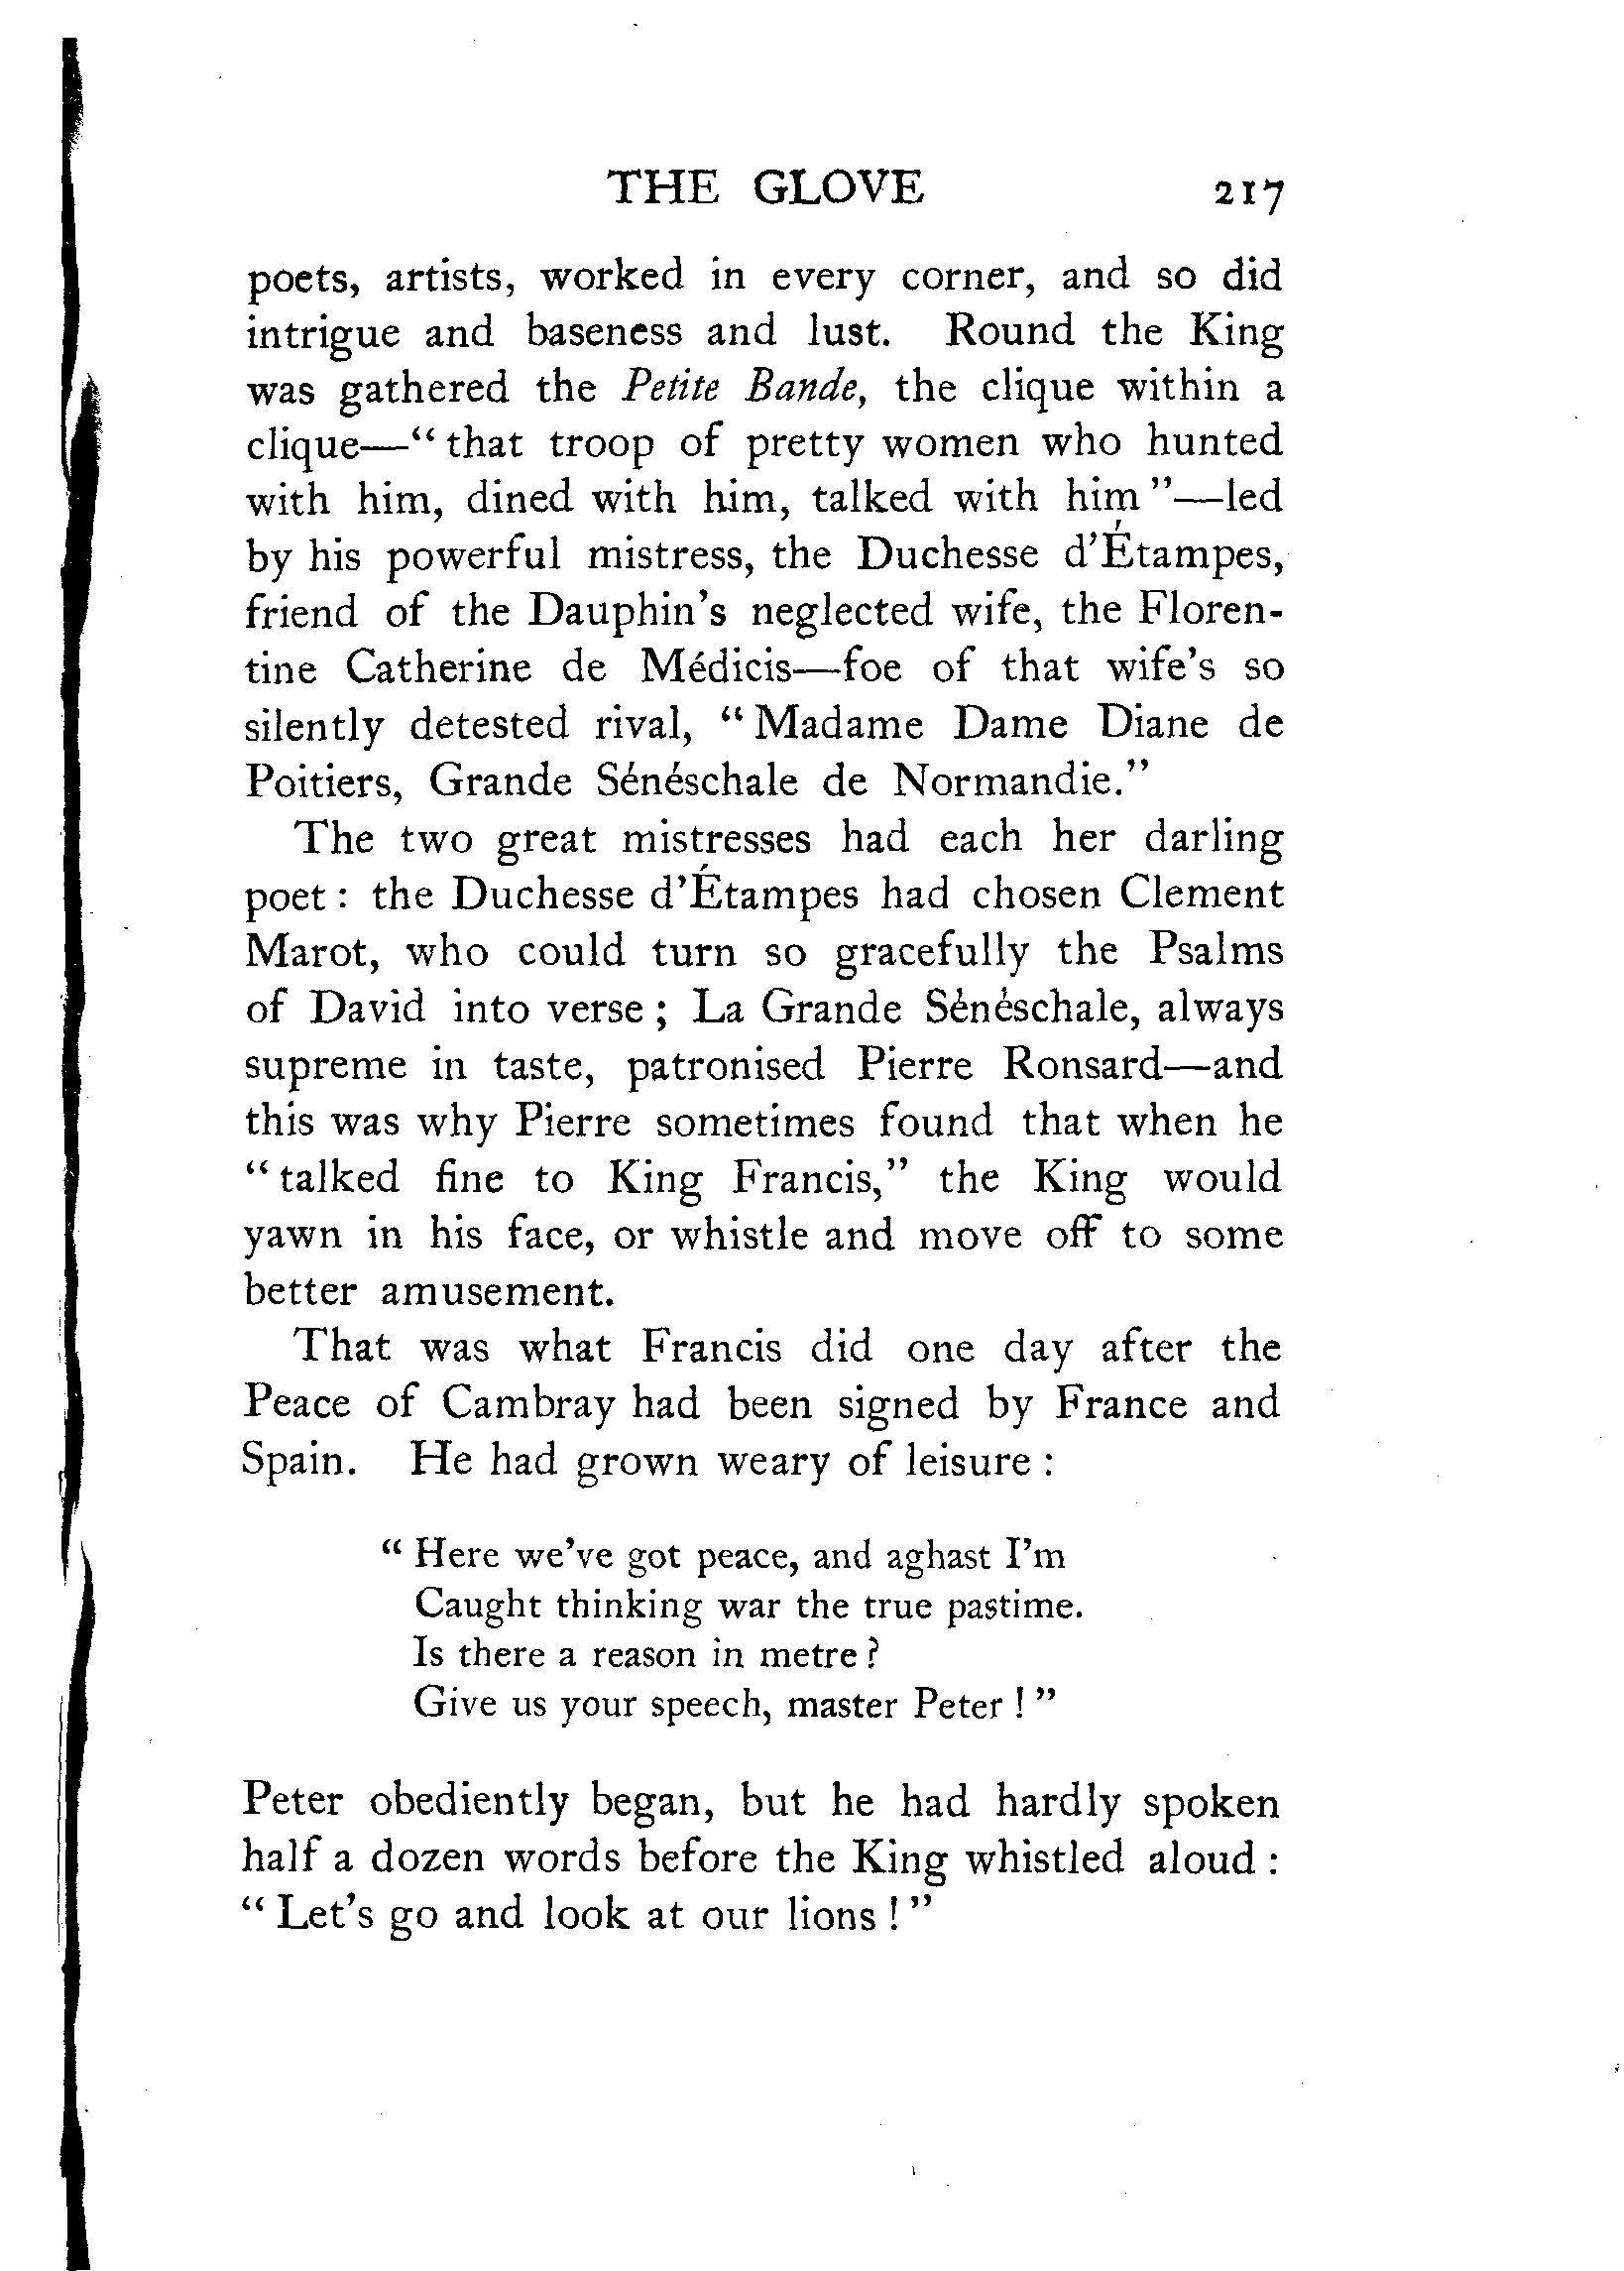 THE GLOVE 217
poets, artists, worked in every corner, and so did
intrigue and baseness and lust. Round the King
was gathered the Petite Bande, the clique within a
clique—“ that troop of pretty women who hunted
with him, dined with him, talked with him ”—led
by his powerful mistress, the Duchesse d’Étampes,
friend of the Dauphin’s neglected wife, the Floren-
tine Catherine de Médicis—foe of that wife’s so
silently detested rival, “ Madame Dame Diane de
Poitiers, Grande Sénéschale de Normandie.”
The two great mistresses had each her darling
poet : the Duchesse d’Étampes had chosen Clement
Marot, who could turn so gracefully the Psalms
of David into verse ; La Grande Sénéschale, always
supreme in taste, patronised Pierre Ronsard—and
this was why Pierre sometimes found that when he
“ talked fine to King Francis,” the King would
yawn in his face, or whistle and move off to some
better amusement.
That was what Francis did one day after the
Peace of Cambray had been signed by France and
Spain. He had grown weary of leisure :
“ Here we’ve got peace, and aghast I’m
Caught thinking war the true pastime.
Is there a reason in metre ?
Give us your speech, master Peter ! ”
Peter obediently began, but he had hardly spoken
half a dozen words before the King whistled aloud :
“ Let’s go and look at our lions ! ”